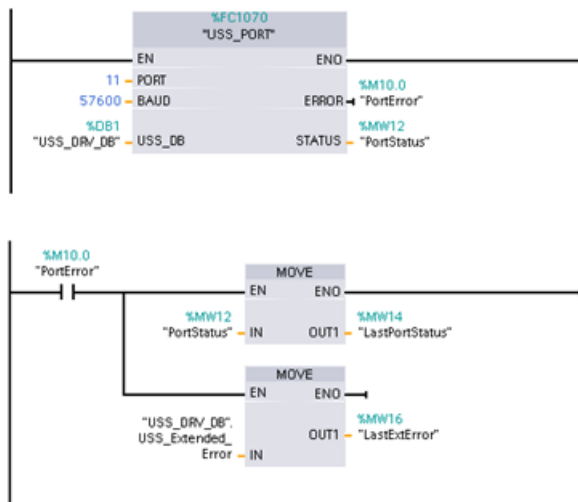 %FC1070
"USS_PORT"
EN ENO
11 PORT
57600 BAUD
ERROR
%M10.0
"PortError"
%DB1
"USS_DRV_DB"
USS_DB
STATUS
%MW12
"PortStatus"
%M10.0
"PortError"
MOVE
EN ENO
%MW12
"PortStatus"
IN
OUT1
%MW14
"LastPortStatus"
MOVE
EN ENO
"USS_DRV_DB".
USS_Extended_
Error
IN
OUT1
%MW16
"LastExtError"